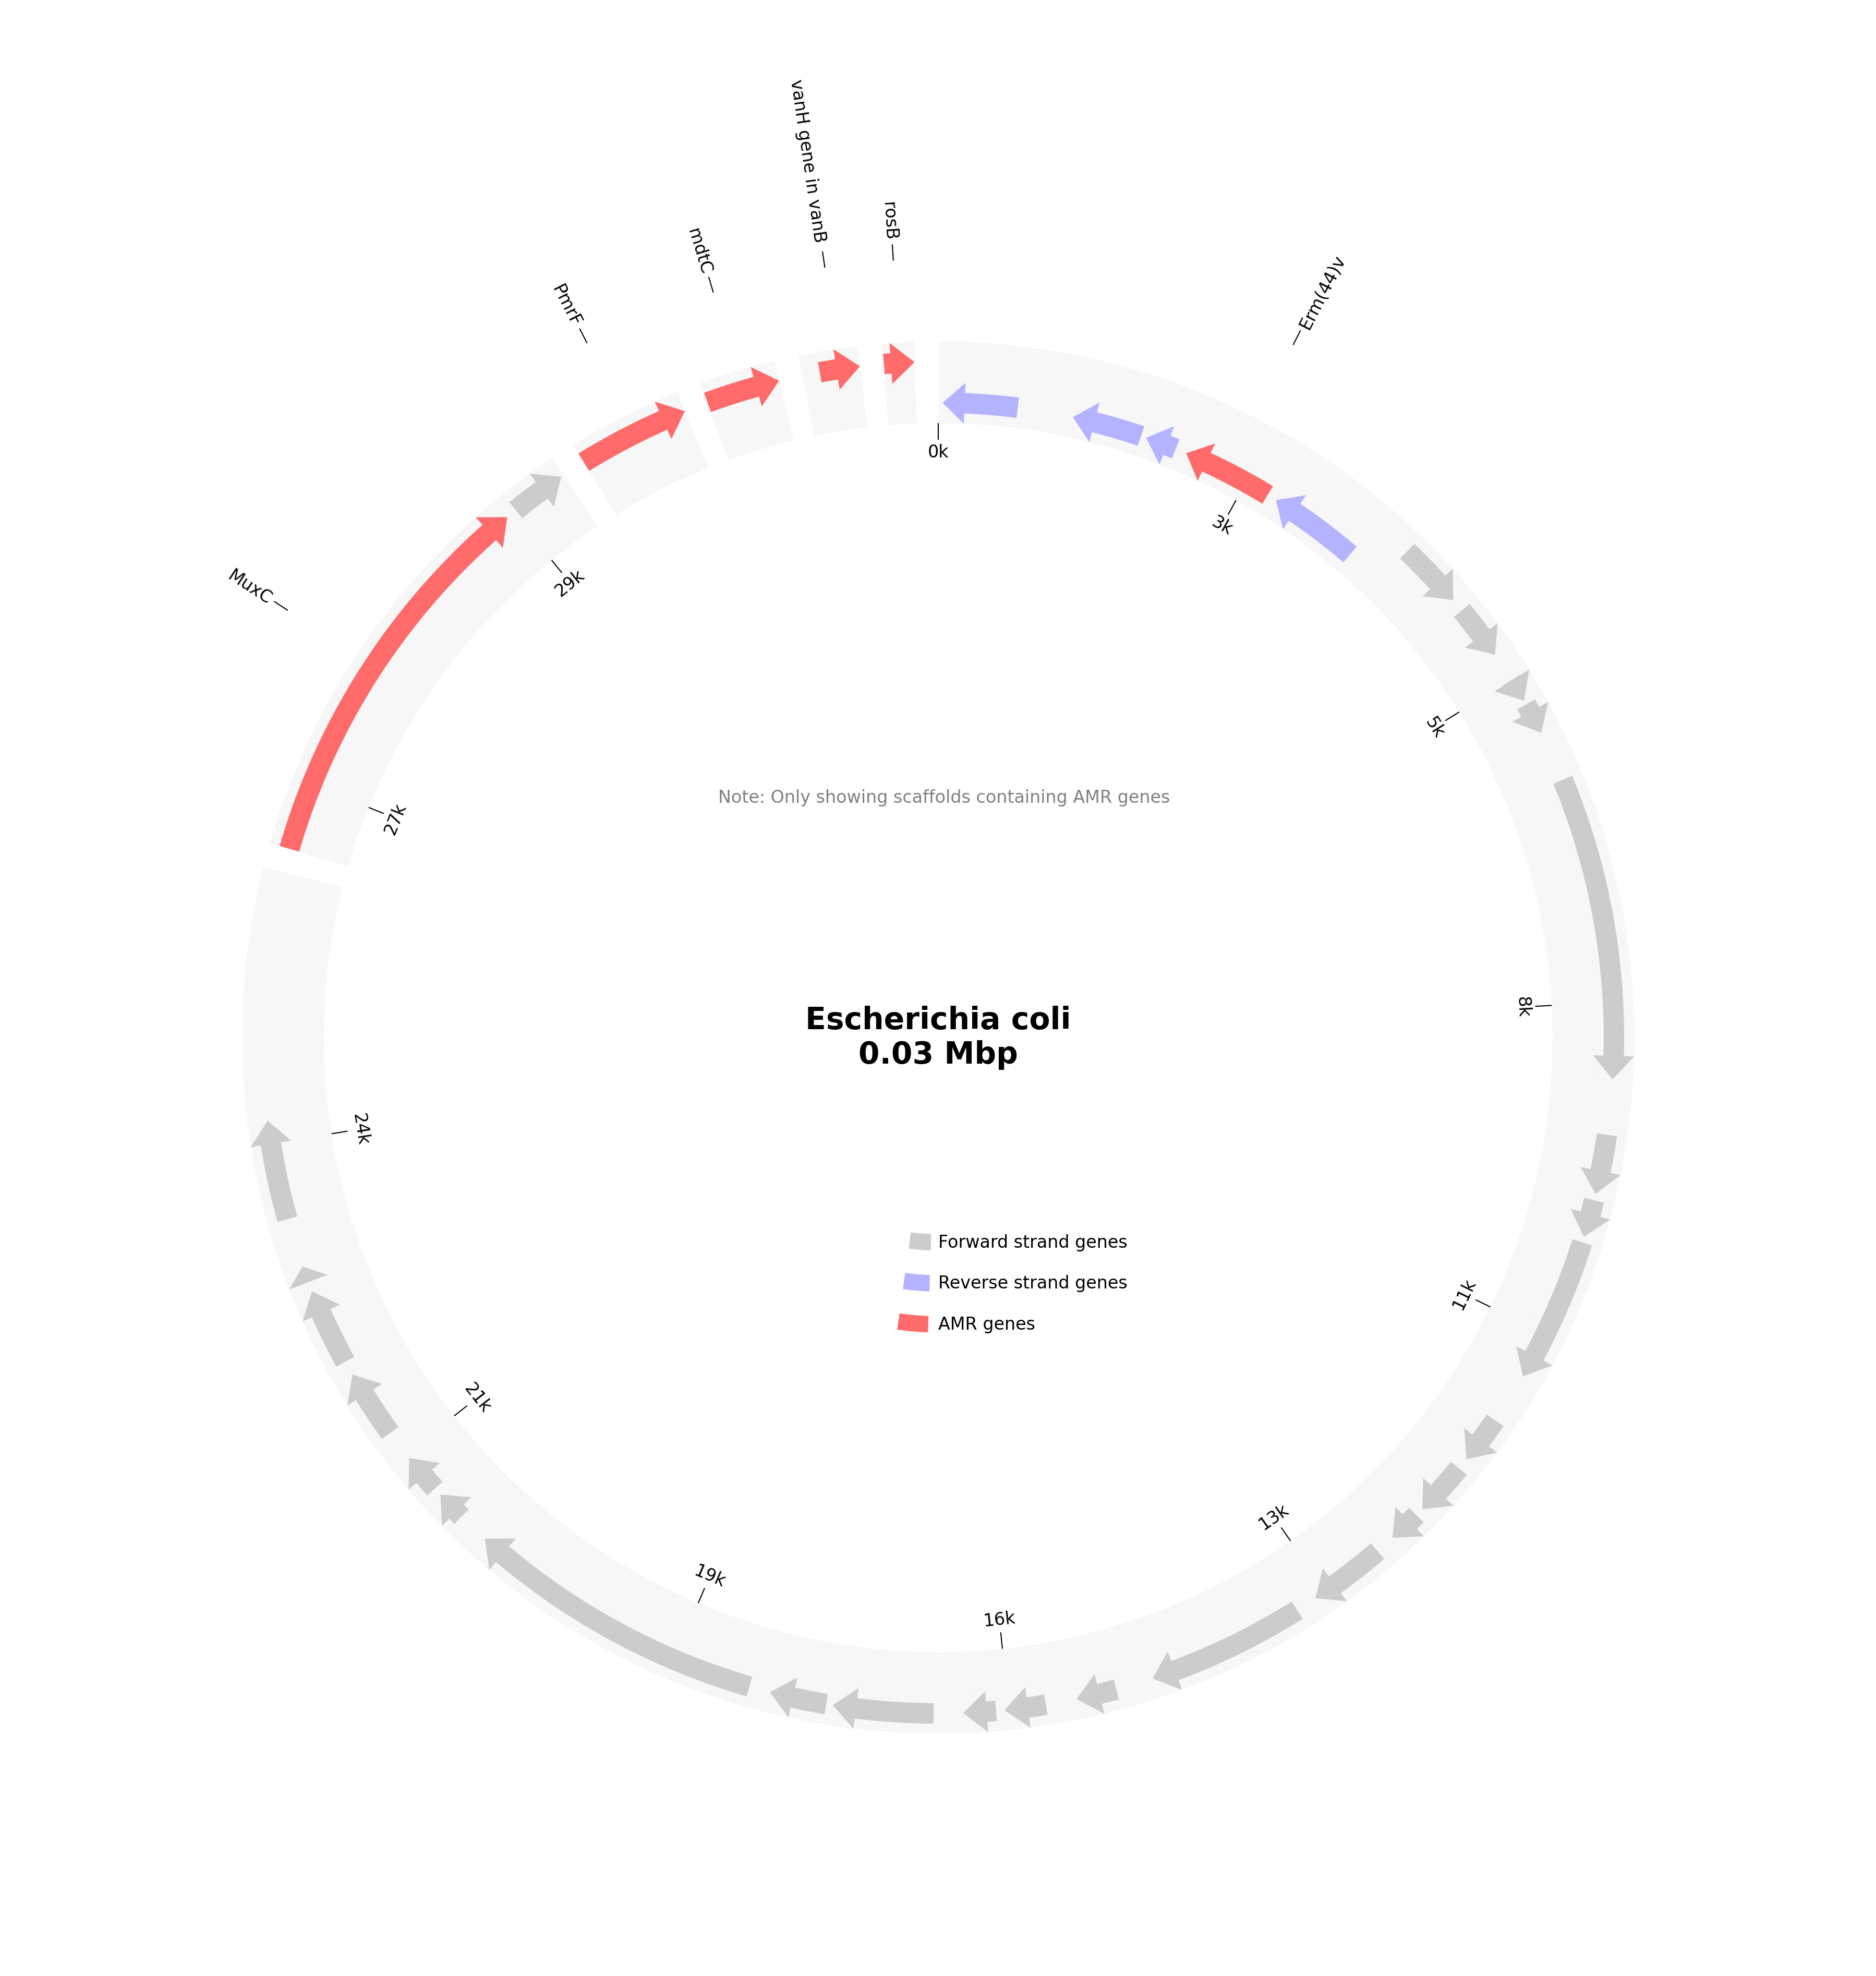 vanH gene in vanB
rosB
mdtC
PmrF
Erm(44)v
MuxC
0k
3k
5k
8k
11k
13k
16k
19k
21k
24k
27k
29k
Note: Only showing scaffolds containing AMR genes
Escherichia coli
0.03 Mbp
Forward strand genes
Reverse strand genes
AMR genes